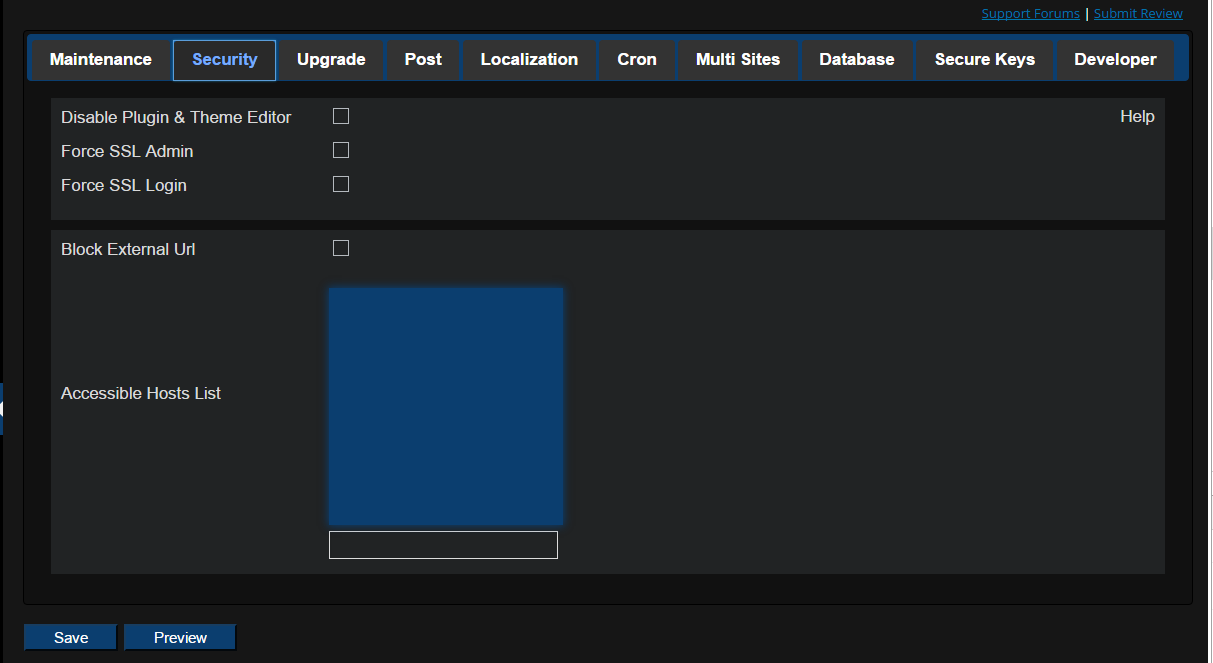 Support Forums | Submit Review
Maintenance Security Upgrade Post Localization Cron Multi Sites Database Secure Keys Developer
Disable Plugin & Theme Editor Help
Force SSL Admin
Force SSL Login
Block External Url
Accessible Hosts List
Save Preview